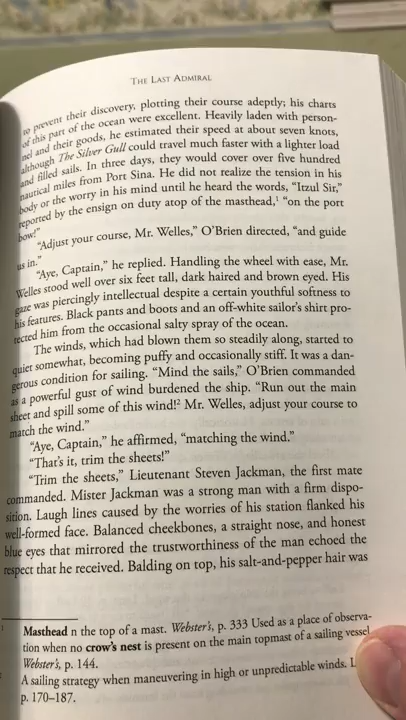 THE LAST ADMIRAL
to prevent their discovery, plotting their course adeptly; his charts
of this part of the ocean were excellent. Heavily laden with person-
nel and their goods, he estimated their speed at about seven knots,
although The Silver Gull could travel much faster with a lighter load
and filled sails. In three days, they would cover over five hundred
nautical miles from Port Sina. He did not realize the tension in his
body or the worry in his mind until he heard the words, “Itzul Sir,”
reported by the ensign on duty atop of the masthead,¹ “on the port
bow!”
“Adjust your course, Mr. Welles,” O’Brien directed, “and guide
us in.”
“Aye, Captain,” he replied. Handling the wheel with ease, Mr.
Welles stood well over six feet tall, dark haired and brown eyed. His
gaze was piercingly intellectual despite a certain youthful softness to
his features. Black pants and boots and an off-white sailor’s shirt pro-
tected him from the occasional salty spray of the ocean.
The winds, which had blown them so steadily along, started to
quiet somewhat, becoming puffy and occasionally stiff. It was a dan-
gerous condition for sailing. “Mind the sails,” O’Brien commanded
as a powerful gust of wind burdened the ship. “Run out the main
sheet and spill some of this wind!² Mr. Welles, adjust your course to
match the wind.”
“Aye, Captain,” he affirmed, “matching the wind.”
“That’s it, trim the sheets!”
“Trim the sheets,” Lieutenant Steven Jackman, the first mate
commanded. Mister Jackman was a strong man with a firm dispo-
sition. Laugh lines caused by the worries of his station flanked his
well-formed face. Balanced cheekbones, a straight nose, and honest
blue eyes that mirrored the trustworthiness of the man echoed the
respect that he received. Balding on top, his salt-and-pepper hair was
Masthead n the top of a mast. Webster’s, p. 333 Used as a place of observa-
tion when no crow’s nest is present on the main topmast of a sailing vessel
Webster’s, p. 144.
A sailing strategy when maneuvering in high or unpredictable winds.
p. 170–187.